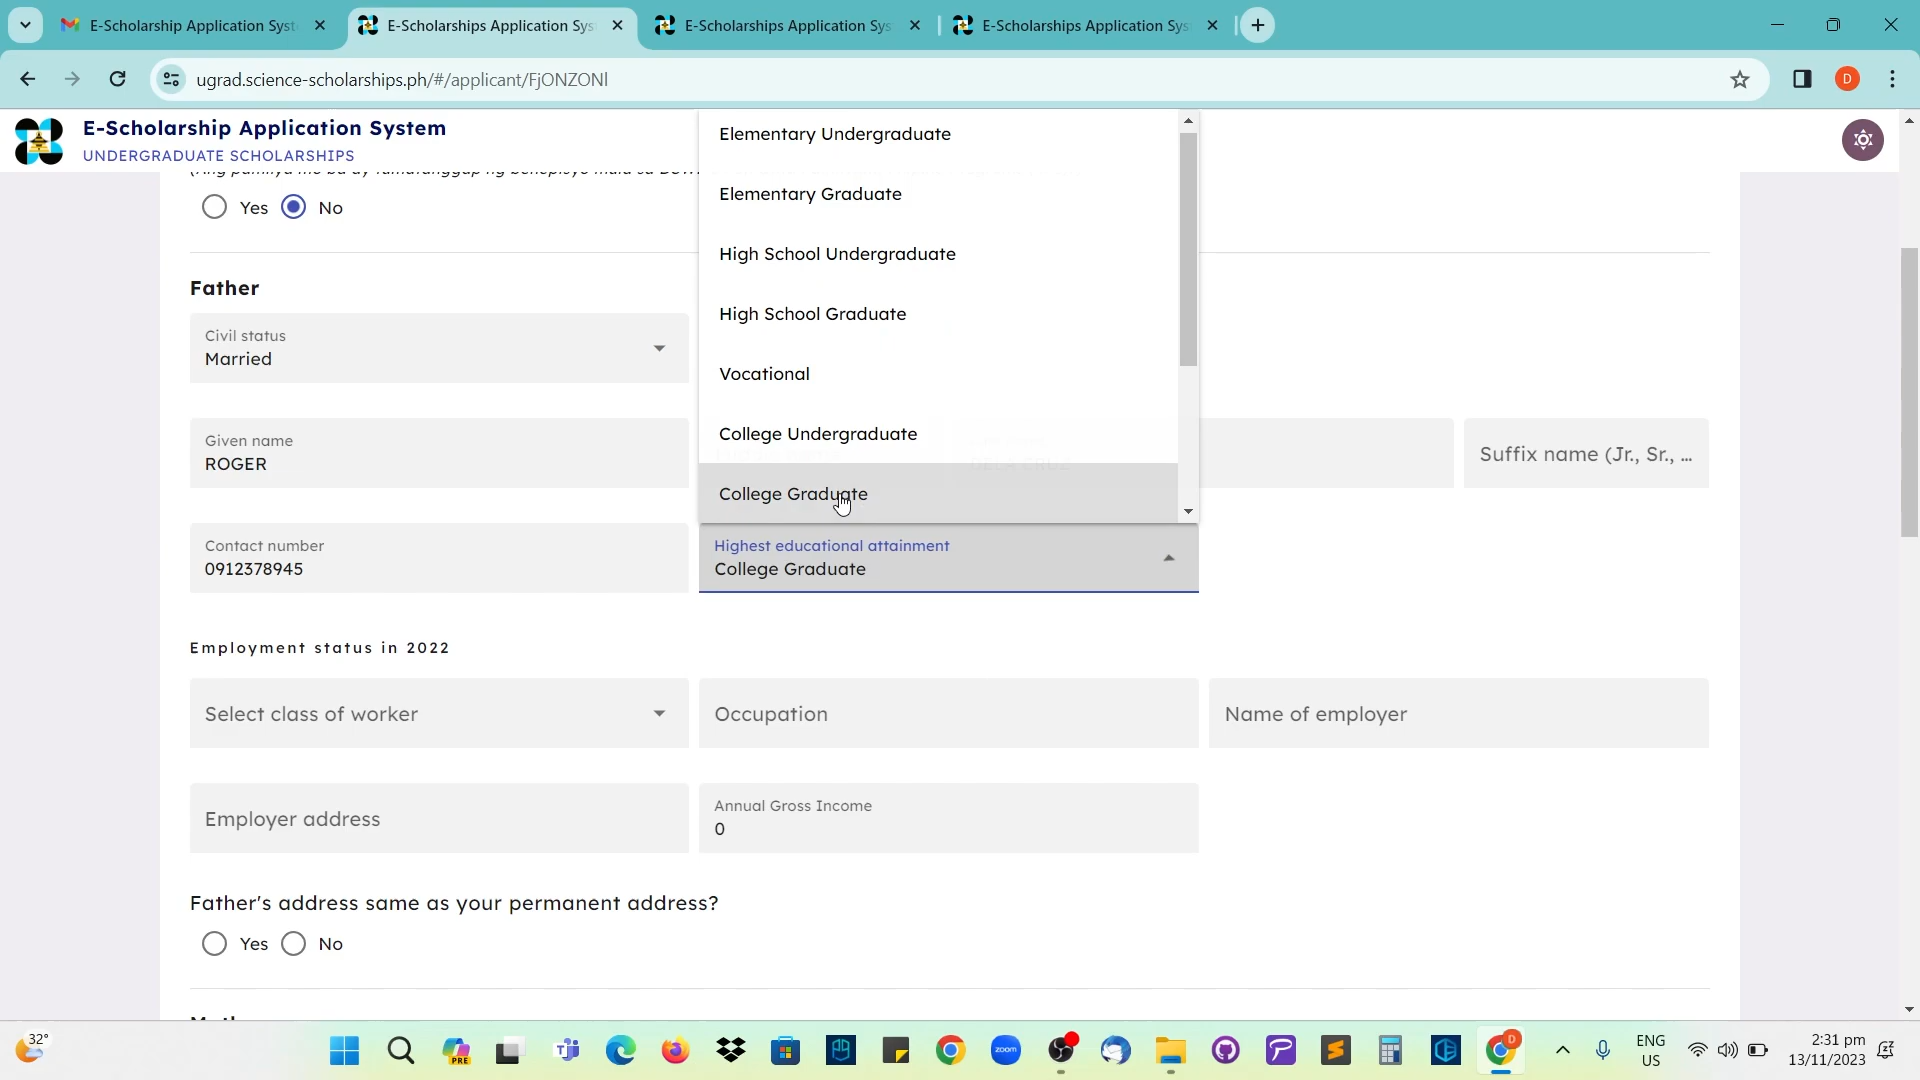 E-Scholarship Application Syst
E-Scholarships Application Sys
E-Scholarships Application Sys
E-Scholarships Application Sys
ugrad.science-scholarships.ph/#/applicant/FjONZONl
D
E-Scholarship Application System
UNDERGRADUATE SCHOLARSHIPS
Yes
No
Father
Civil status
Married
Elementary Undergraduate
Elementary Graduate
High School Undergraduate
High School Graduate
Vocational
College Undergraduate
College Graduate
Given name
ROGER
Suffix name (Jr., Sr., ...
Contact number
0912378945
Highest educational attainment
College Graduate
Employment status in 2022
Select class of worker
Occupation
Name of employer
Employer address
Annual Gross Income
0
Father's address same as your permanent address?
Yes
No
32°
PRE
zoom
D
ENG
US
2:31 pm
13/11/2023